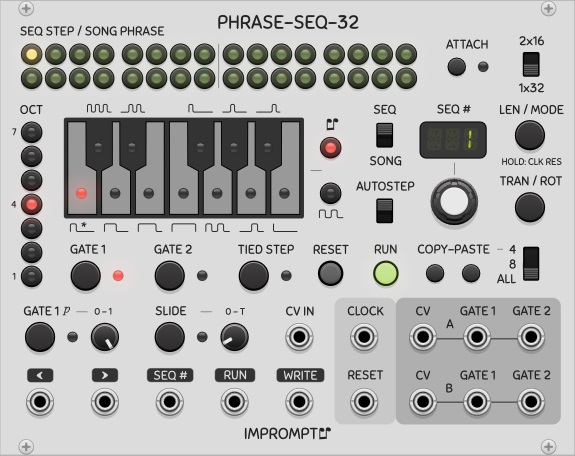 PHRASE-SEQ-32
SEQ STEP / SONG PHRASE
ATTACH
2x16
1x32
OCT
7
4
1
SEQ
SONG
SEQ #
1
LEN / MODE
HOLD: CLK RES
AUTOSTEP
TRAN / ROT
*
GATE 1
GATE 2
TIED STEP
RESET
RUN
COPY-PASTE
4
8
ALL
GATE 1 p
0-1
SLIDE
0-T
CV IN
CLOCK
CV
GATE 1
GATE 2
A
<
>
SEQ #
RUN
WRITE
RESET
CV
GATE 1
GATE 2
B
IMPROMPTU